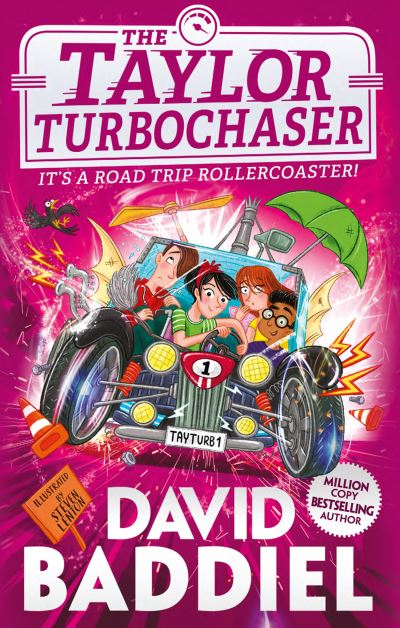 THE
TAYLOR
TURBOCHASER
IT'S A ROAD TRIP ROLLERCOASTER!
1
TAYTURB1
ILLUSTRATED
BY
STEVEN
LENTON
MILLION
COPY
BESTSELLING
AUTHOR
DAVID
BADDIEL